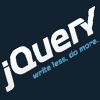 jQuery
write less, do more.